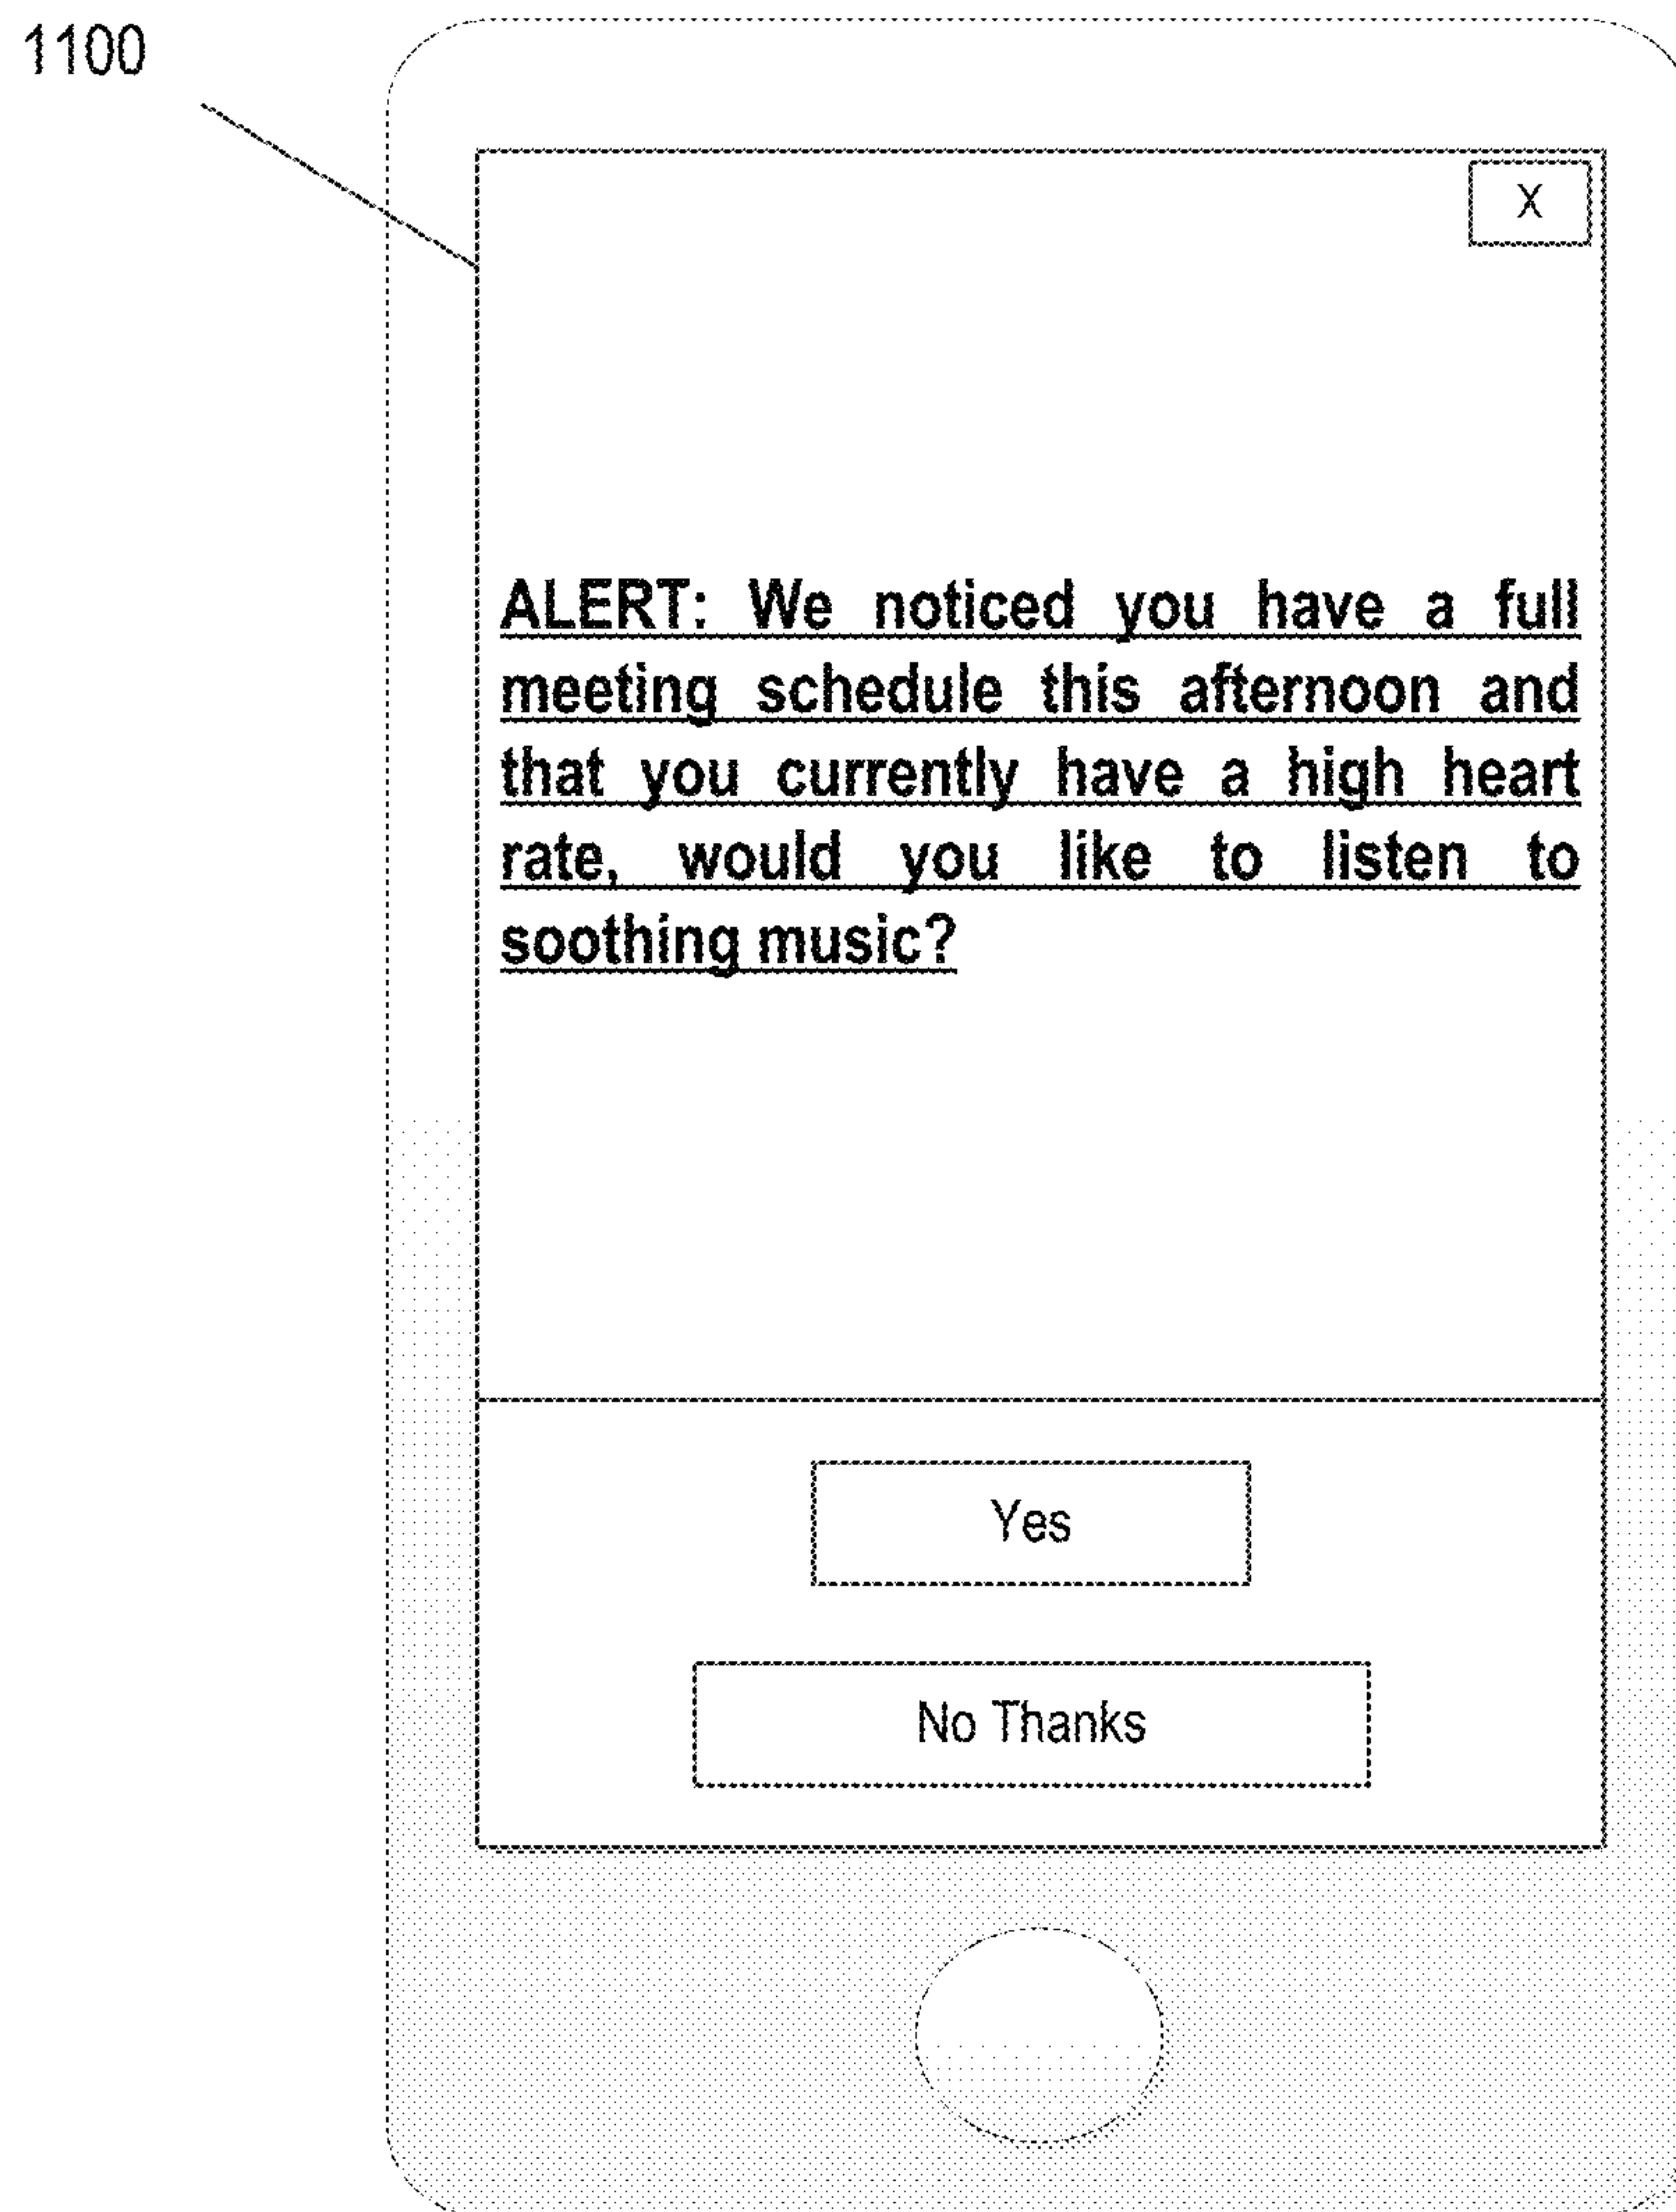 1100
X
ALERT: We noticed you have a full
meeting schedule this afternoon and
that you currently have a high heart
rate, would you like to listen to
soothing music?
Yes
No Thanks